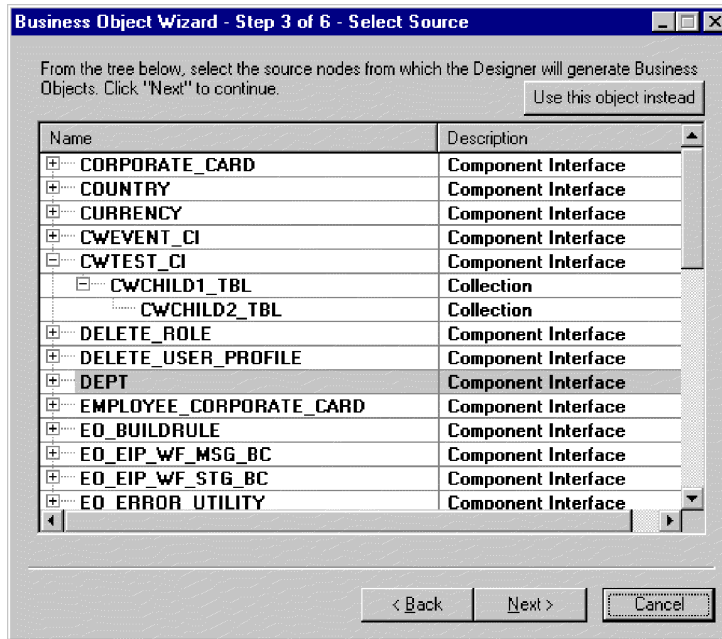 Business Object Wizard - Step 3 of 6 - Select Source
From the tree below, select the source nodes from which the Designer will generate Business
Objects. Click "Next" to continue.
Use this object instead
Name Description
CORPORATE_CARD Component Interface
COUNTRY Component Interface
CURRENCY Component Interface
CWEVENT_CI Component Interface
CWTEST_CI Component Interface
CWCHILD1_TBL Collection
CWCHILD2_TBL Collection
DELETE_ROLE Component Interface
DELETE_USER_PROFILE Component Interface
DEPT Component Interface
EMPLOYEE_CORPORATE_CARD Component Interface
EO_BUILDRULE Component Interface
EO_EIP_WF_MSG_BC Component Interface
EO_EIP_WF_STG_BC Component Interface
EO_ERROR_UTILITY Component Interface
< Back Next > Cancel